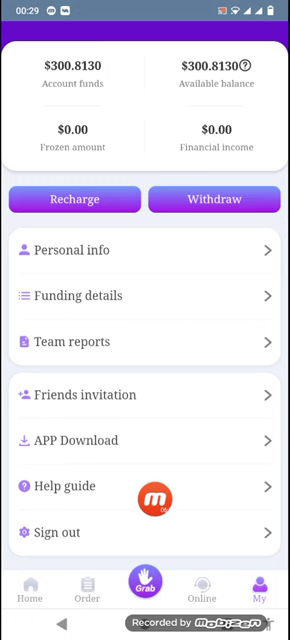 00:29
$300.8130
Account funds
$300.8130
Available balance
$0.00
Frozen amount
$0.00
Financial income
Recharge
Withdraw
Personal info
Funding details
Team reports
Friends invitation
APP Download
Help guide
Sign out
Home
Order
Grab
Online
My
Recorded by mobizen